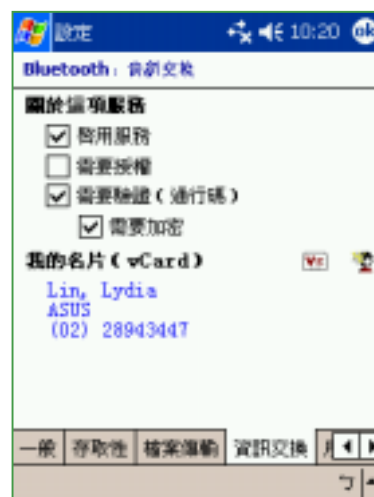 設定 10:20 ok
Bluetooth：資訊交換
關於這項服務
啓用服務
需要授權
需要驗證（通行碼）
需要加密
我的名片（vCard）
Lin, Lydia
ASUS
(02) 28943447
一般 存取性 檔案傳輸 資訊交換
ㄅ